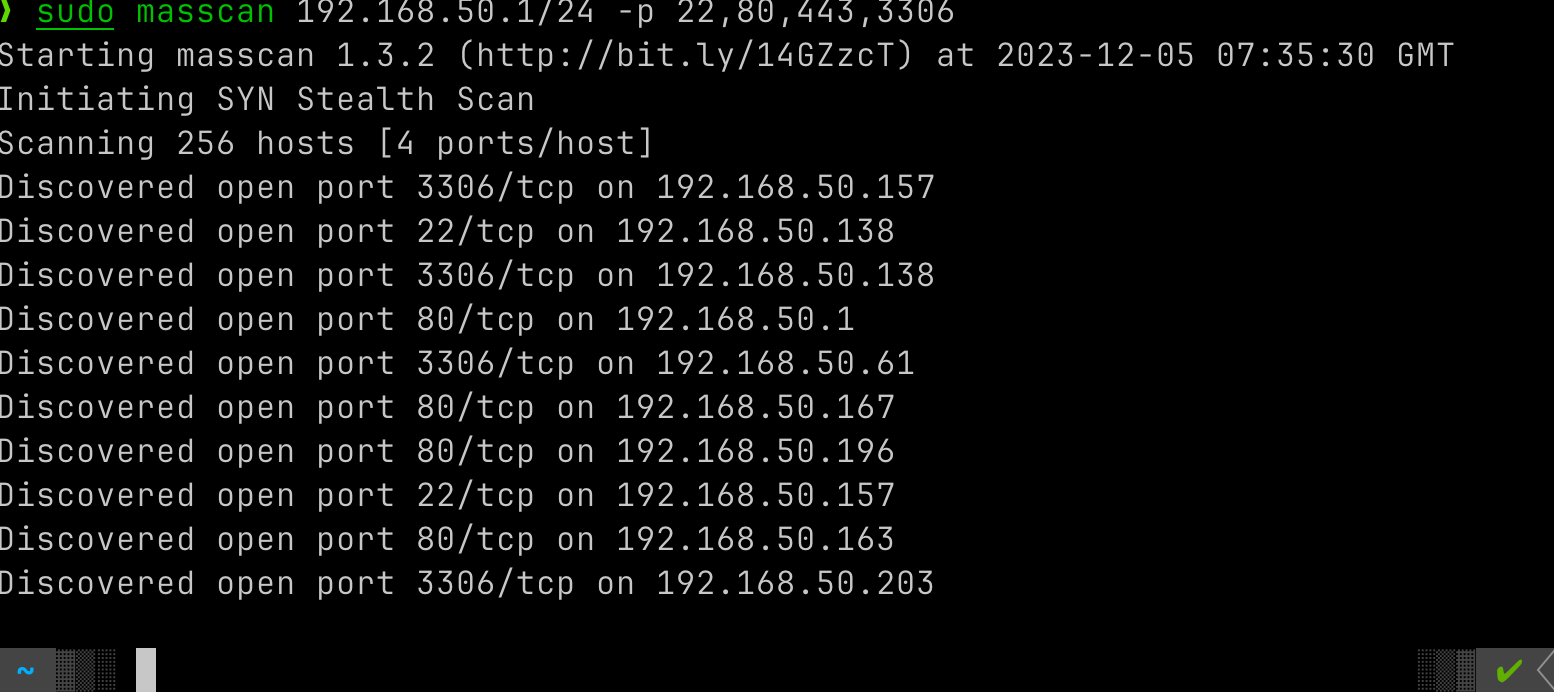 ❯ sudo masscan 192.168.50.1/24 -p 22,80,443,3306
Starting masscan 1.3.2 (http://bit.ly/14GZzcT) at 2023-12-05 07:35:30 GMT
Initiating SYN Stealth Scan
Scanning 256 hosts [4 ports/host]
Discovered open port 3306/tcp on 192.168.50.157
Discovered open port 22/tcp on 192.168.50.138
Discovered open port 3306/tcp on 192.168.50.138
Discovered open port 80/tcp on 192.168.50.1
Discovered open port 3306/tcp on 192.168.50.61
Discovered open port 80/tcp on 192.168.50.167
Discovered open port 80/tcp on 192.168.50.196
Discovered open port 22/tcp on 192.168.50.157
Discovered open port 80/tcp on 192.168.50.163
Discovered open port 3306/tcp on 192.168.50.203
~ ✔